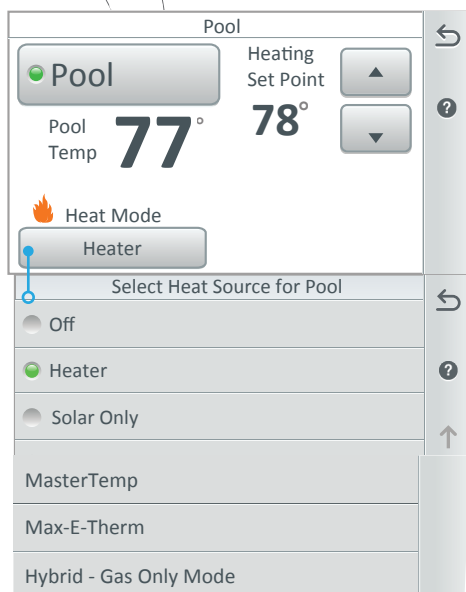 Pool
Pool
Heating
Set Point
Pool
Temp
77°
78°
Heat Mode
Heater
Select Heat Source for Pool
Off
?
Heater
?
Solar Only
MasterTemp
Max-E-Therm
Hybrid - Gas Only Mode